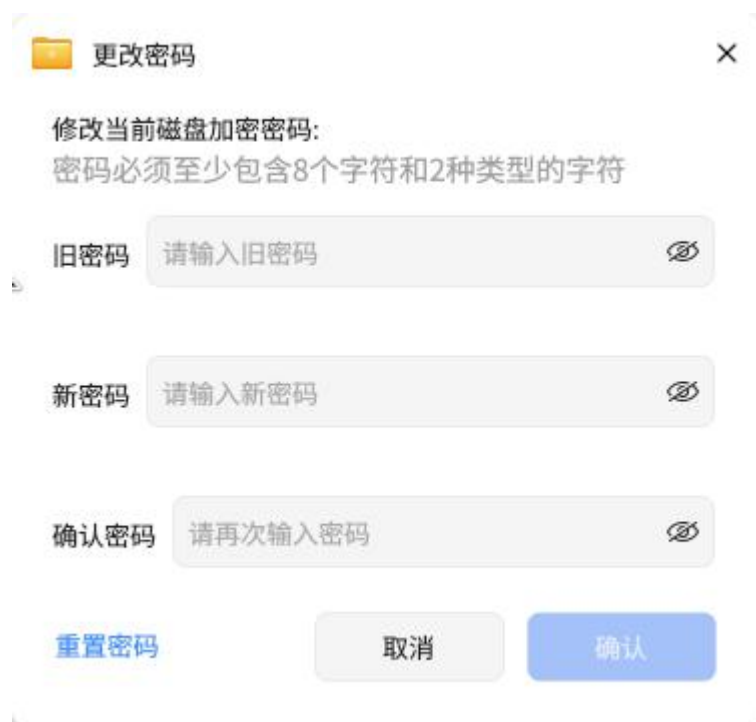 更改密码
修改当前磁盘加密密码:
密码必须至少包含8个字符和2种类型的字符
旧密码 请输入旧密码
新密码 请输入新密码
确认密码 请再次输入密码
重置密码 取消 确认